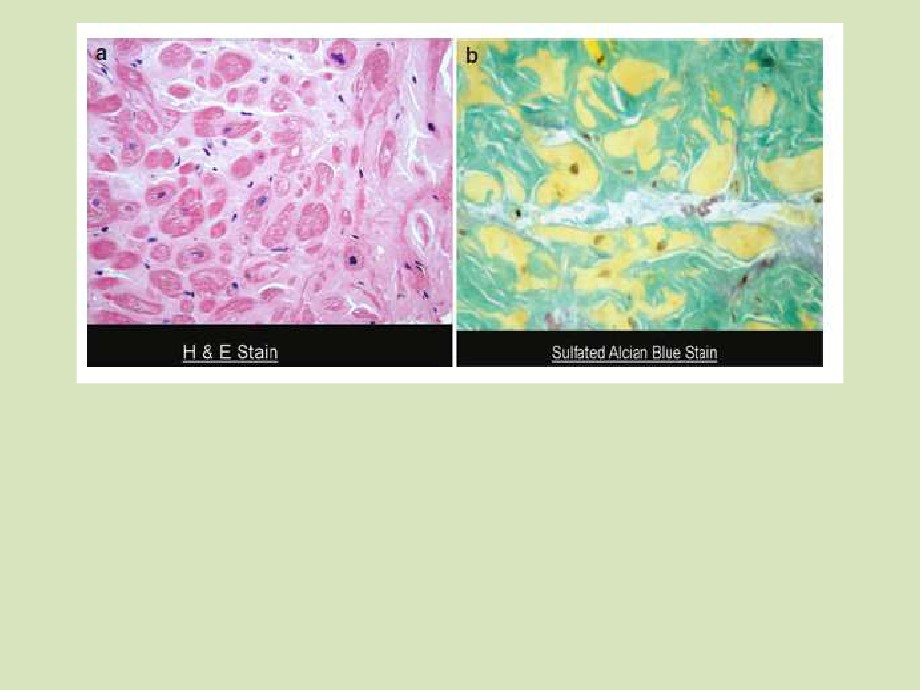 a
b
H & E Stain
Sulfated Alcian Blue Stain